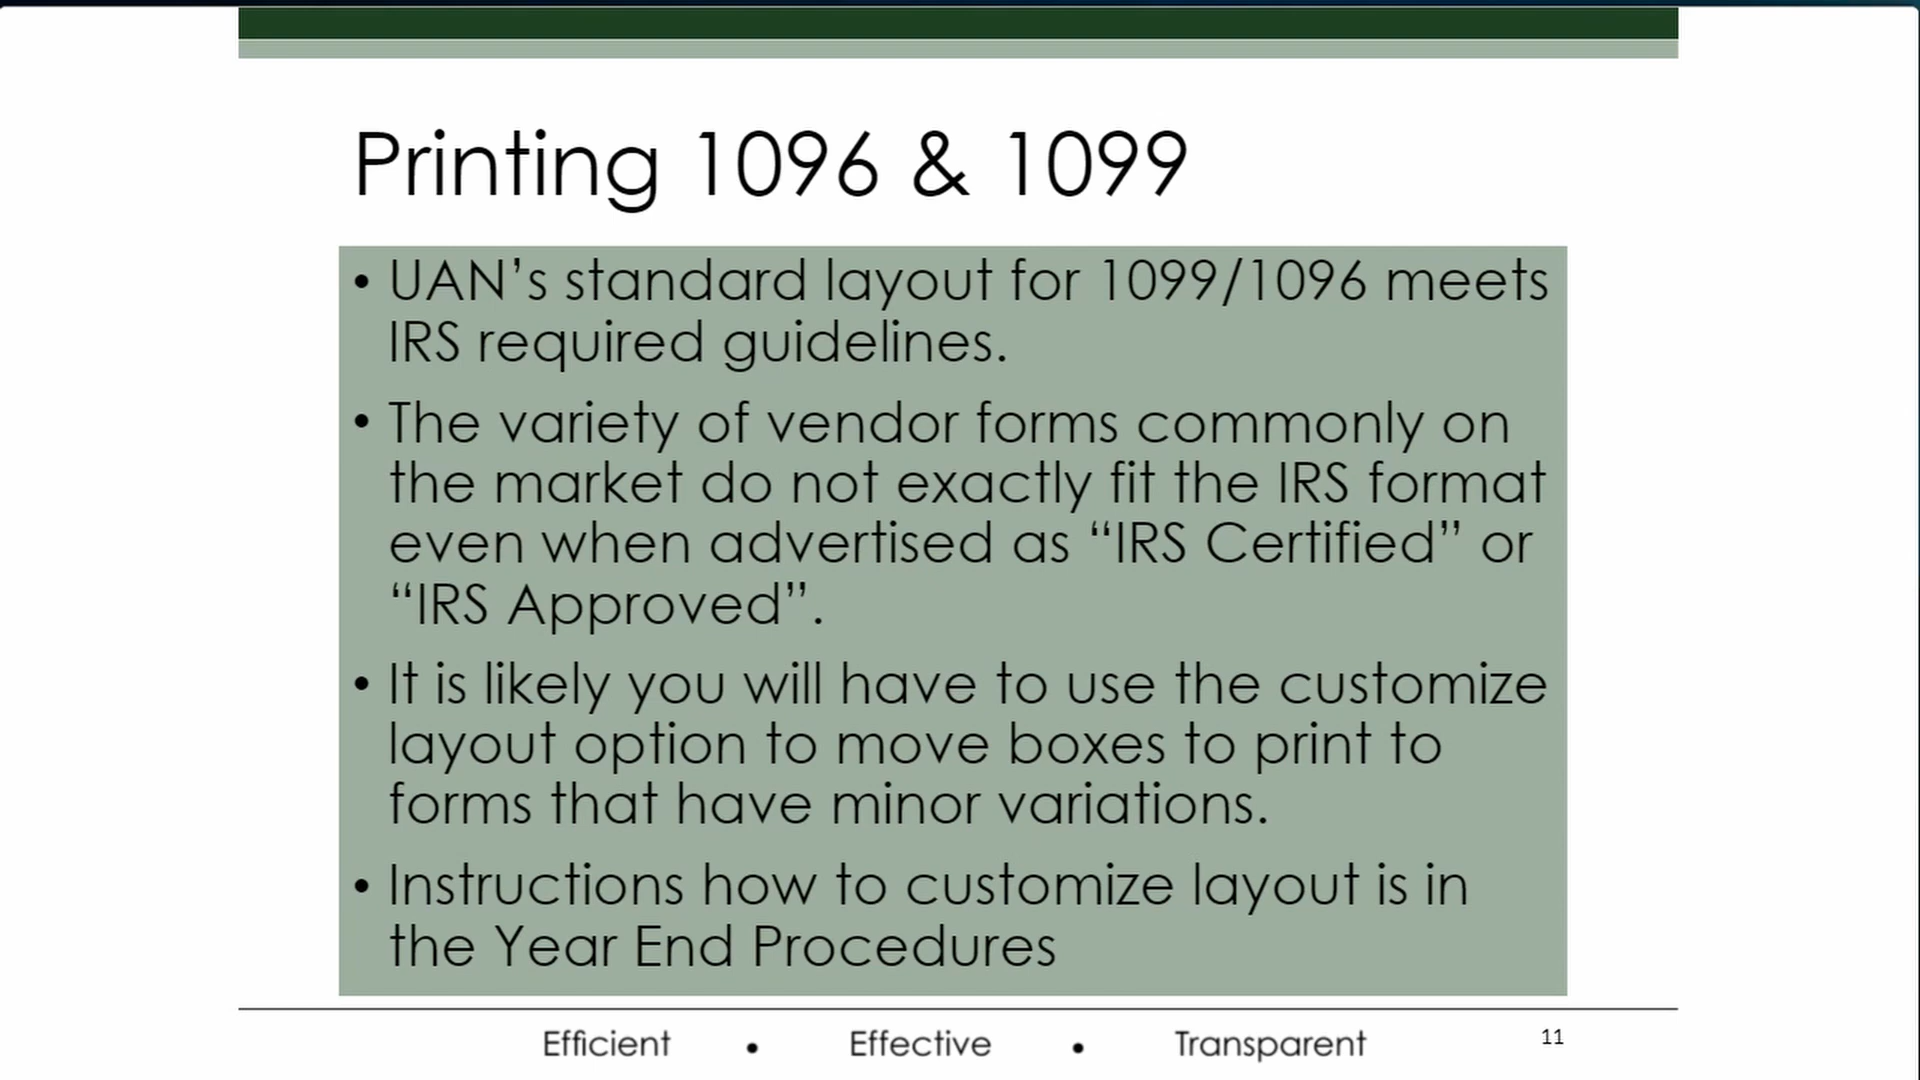 Printing 1096 & 1099
• UAN’s standard layout for 1099/1096 meets
IRS required guidelines.
• The variety of vendor forms commonly on
the market do not exactly fit the IRS format
even when advertised as “IRS Certified” or
“IRS Approved”.
• It is likely you will have to use the customize
layout option to move boxes to print to
forms that have minor variations.
• Instructions how to customize layout is in
the Year End Procedures
Efficient • Effective • Transparent 11